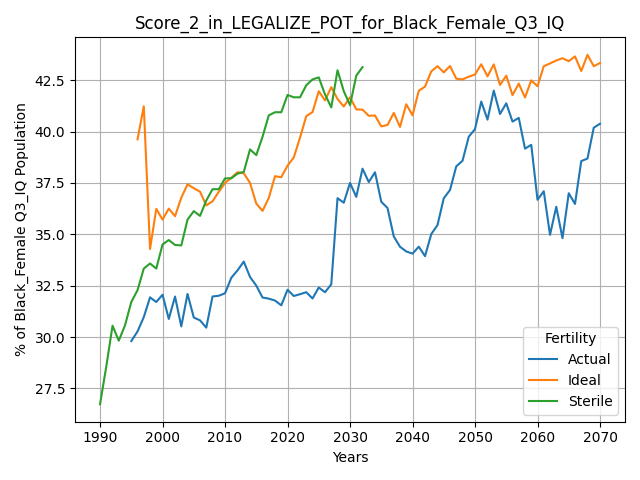 Score_2_in_LEGALIZE_POT_for_Black_Female_Q3_IQ
% of Black_Female Q3_IQ Population
42.5
40.0
37.5
35.0
32.5
30.0
27.5
Fertility
Actual
Ideal
Sterile
1990 2000 2010 2020 2030 2040 2050 2060 2070
Years